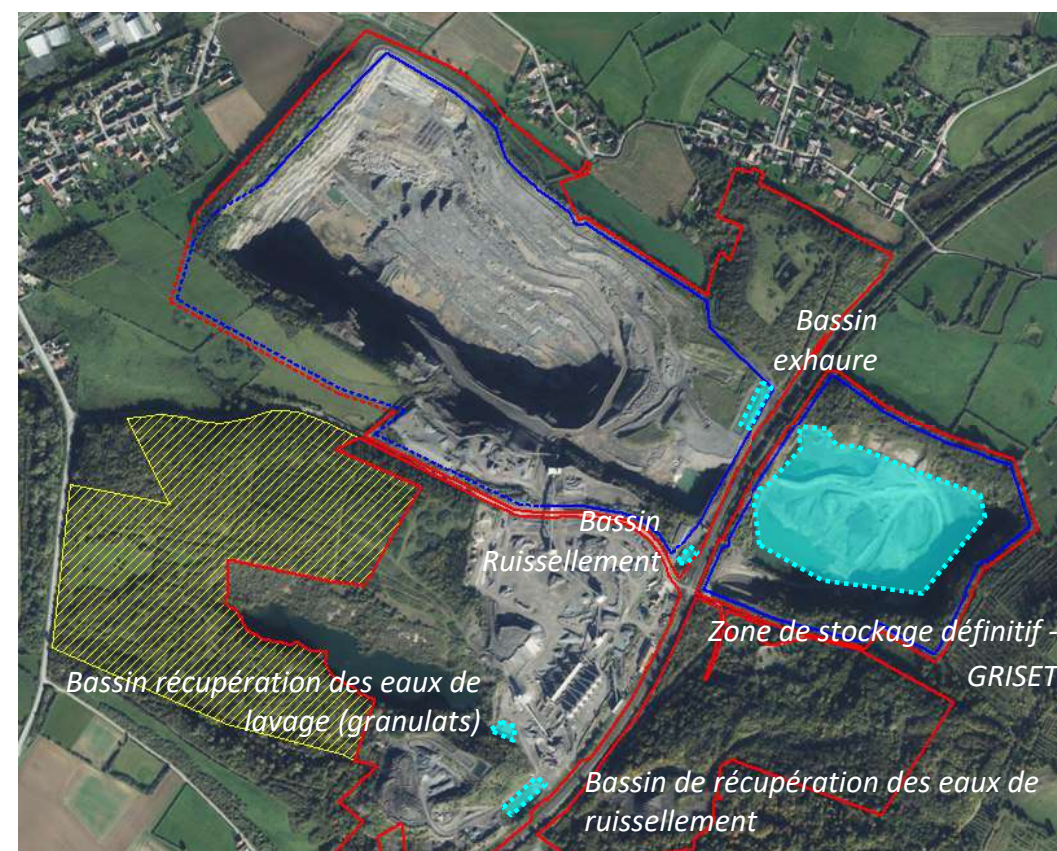 Bassin
exhaure
Bassin
Ruissellement
Zone de stockage définitif -
GRISET
Bassin récupération des eaux de
lavage (granulats)
Bassin de récupération des eaux de
ruissellement